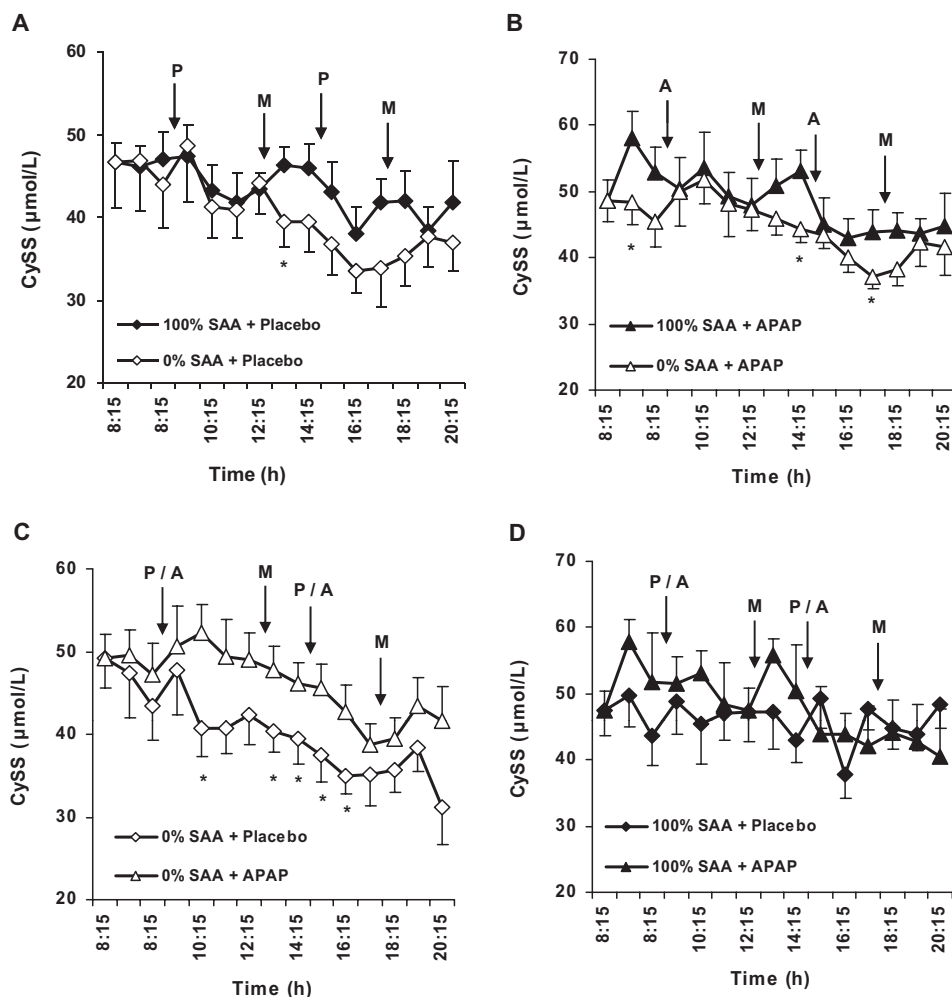 A
60
50
40
30
20
CySS (µmol/L)
P
M
P
M
*
100% SAA + Placebo
0% SAA + Placebo
8:15
8:15
10:15
12:15
14:15
16:15
18:15
20:15
Time (h)
B
70
60
50
40
30
20
CySS (µmol/L)
A
M
A
M
*
*
*
100% SAA + APAP
0% SAA + APAP
8:15
8:15
10:15
12:15
14:15
16:15
18:15
20:15
Time (h)
C
60
50
40
30
20
CySS (µmol/L)
P / A
M
P / A
M
*
*
*
*
*
0% SAA + Placebo
0% SAA + APAP
8:15
8:15
10:15
12:15
14:15
16:15
18:15
20:15
Time (h)
D
70
60
50
40
30
20
CySS (µmol/L)
P / A
M
P / A
M
100% SAA + Placebo
100% SAA + APAP
8:15
8:15
10:15
12:15
14:15
16:15
18:15
20:15
Time (h)